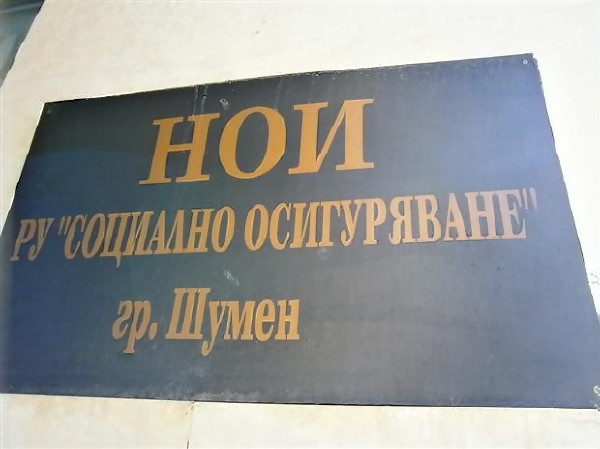 НОИ
РУ "СОЦИАЛНО ОСИГУРЯВАНЕ"
гр. Шумен